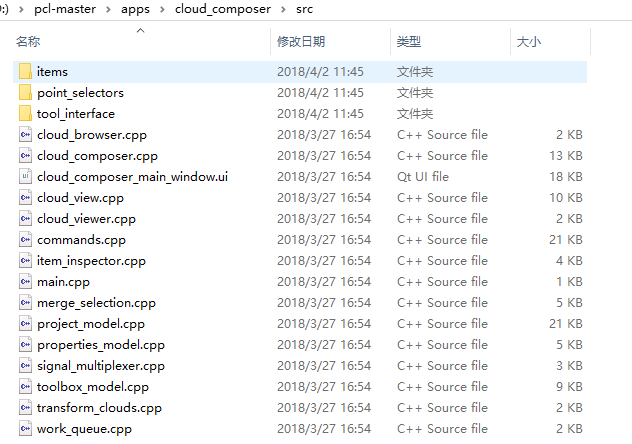 :) › pcl-master › apps › cloud_composer › src
名称 修改日期 类型 大小
items 2018/4/2 11:45 文件夹
point_selectors 2018/4/2 11:45 文件夹
tool_interface 2018/4/2 11:45 文件夹
cloud_browser.cpp 2018/3/27 16:54 C++ Source file 2 KB
cloud_composer.cpp 2018/3/27 16:54 C++ Source file 13 KB
cloud_composer_main_window.ui 2018/3/27 16:54 Qt UI file 18 KB
cloud_view.cpp 2018/3/27 16:54 C++ Source file 10 KB
cloud_viewer.cpp 2018/3/27 16:54 C++ Source file 2 KB
commands.cpp 2018/3/27 16:54 C++ Source file 21 KB
item_inspector.cpp 2018/3/27 16:54 C++ Source file 4 KB
main.cpp 2018/3/27 16:54 C++ Source file 1 KB
merge_selection.cpp 2018/3/27 16:54 C++ Source file 5 KB
project_model.cpp 2018/3/27 16:54 C++ Source file 21 KB
properties_model.cpp 2018/3/27 16:54 C++ Source file 5 KB
signal_multiplexer.cpp 2018/3/27 16:54 C++ Source file 3 KB
toolbox_model.cpp 2018/3/27 16:54 C++ Source file 9 KB
transform_clouds.cpp 2018/3/27 16:54 C++ Source file 2 KB
work_queue.cpp 2018/3/27 16:54 C++ Source file 2 KB